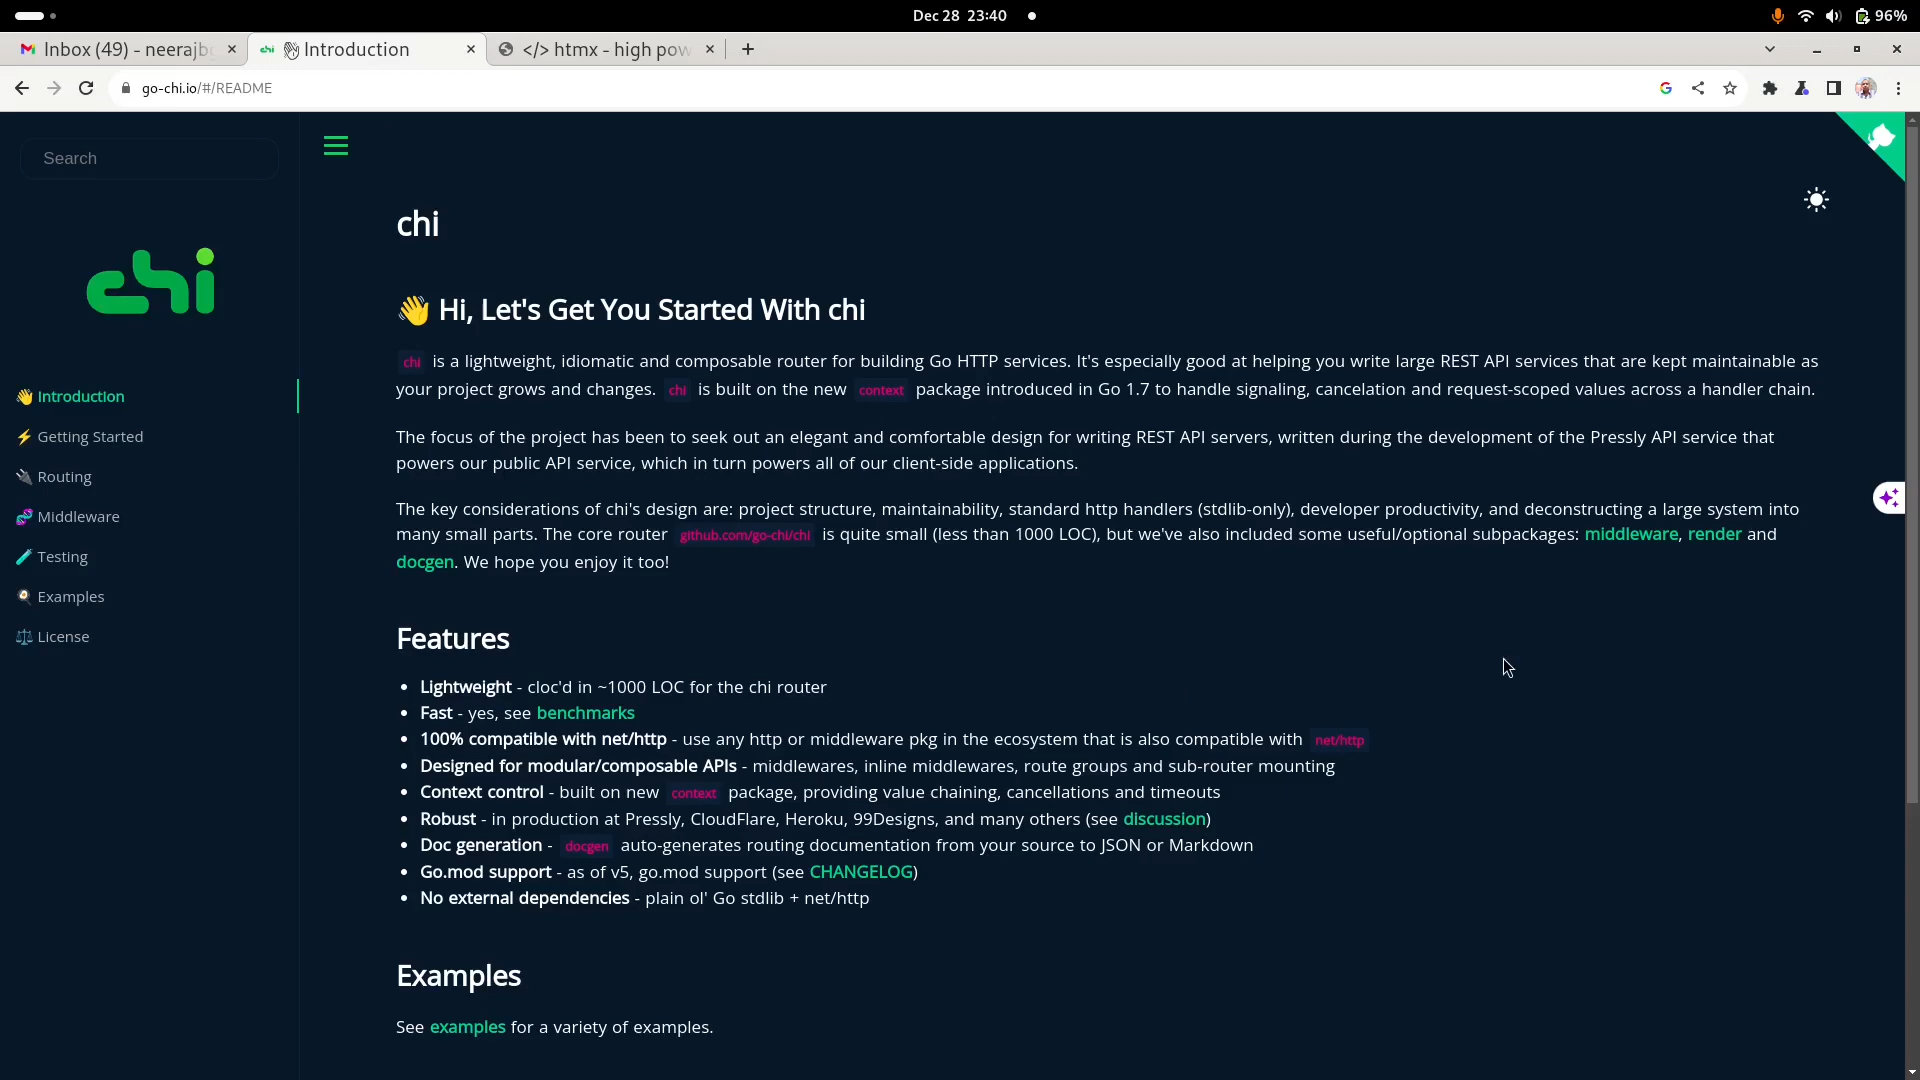 Dec 28 23:40
96%
Inbox (49) - neerajb
Introduction
</> htmx - high pow
go-chi.io/#/README
Search
chi
👋 Introduction
⚡ Getting Started
🔌 Routing
🧬 Middleware
🧪 Testing
🍳 Examples
⚖️ License
chi
👋 Hi, Let's Get You Started With chi
chi is a lightweight, idiomatic and composable router for building Go HTTP services. It's especially good at helping you write large REST API services that are kept maintainable as
your project grows and changes. chi is built on the new context package introduced in Go 1.7 to handle signaling, cancelation and request-scoped values across a handler chain.
The focus of the project has been to seek out an elegant and comfortable design for writing REST API servers, written during the development of the Pressly API service that
powers our public API service, which in turn powers all of our client-side applications.
The key considerations of chi's design are: project structure, maintainability, standard http handlers (stdlib-only), developer productivity, and deconstructing a large system into
many small parts. The core router github.com/go-chi/chi is quite small (less than 1000 LOC), but we've also included some useful/optional subpackages: middleware, render and
docgen. We hope you enjoy it too!
Features
• Lightweight - cloc'd in ~1000 LOC for the chi router
• Fast - yes, see benchmarks
• 100% compatible with net/http - use any http or middleware pkg in the ecosystem that is also compatible with net/http
• Designed for modular/composable APIs - middlewares, inline middlewares, route groups and sub-router mounting
• Context control - built on new context package, providing value chaining, cancellations and timeouts
• Robust - in production at Pressly, CloudFlare, Heroku, 99Designs, and many others (see discussion)
• Doc generation - docgen auto-generates routing documentation from your source to JSON or Markdown
• Go.mod support - as of v5, go.mod support (see CHANGELOG)
• No external dependencies - plain ol' Go stdlib + net/http
Examples
See examples for a variety of examples.